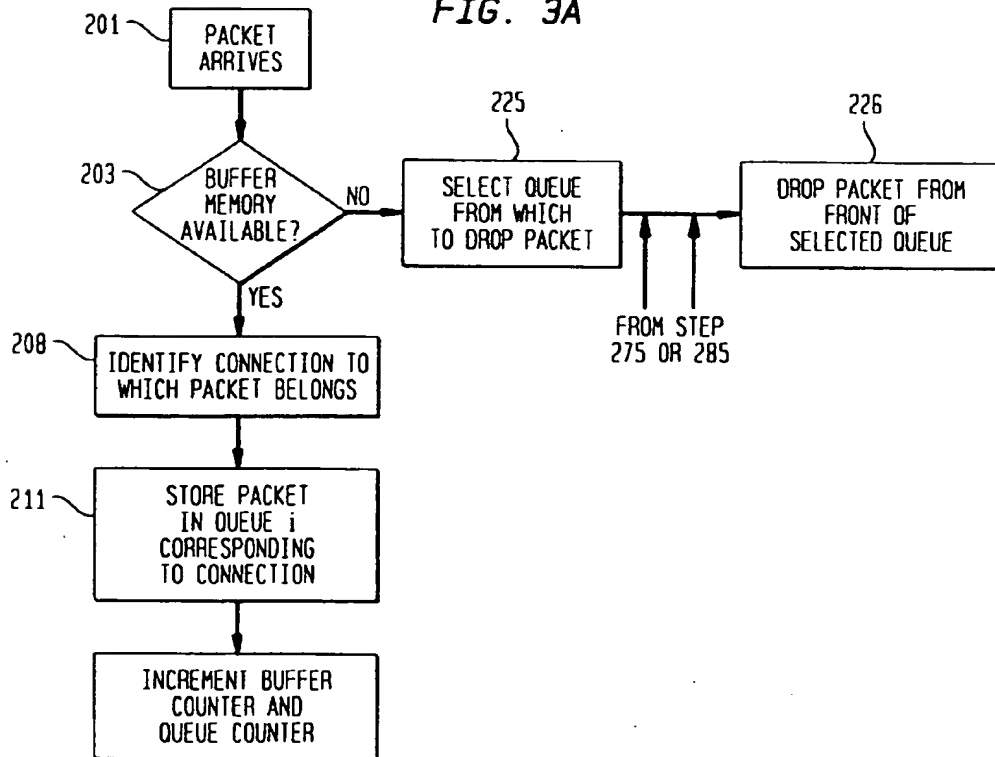 FIG. 3A
201
PACKET
ARRIVES
203
BUFFER
MEMORY
AVAILABLE?
NO
YES
225
SELECT QUEUE
FROM WHICH
TO DROP PACKET
226
DROP PACKET FROM
FRONT OF
SELECTED QUEUE
FROM STEP
275 OR 285
208
IDENTIFY CONNECTION TO
WHICH PACKET BELONGS
211
STORE PACKET
IN QUEUE i
CORRESPONDING
TO CONNECTION
INCREMENT BUFFER
COUNTER AND
QUEUE COUNTER